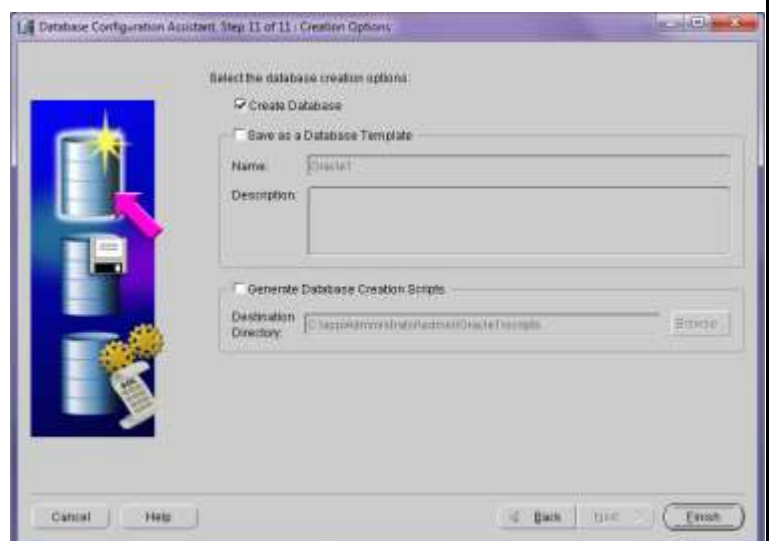 Database Configuration Assistant, Step 11 of 11 : Creation Options
Select the database creation options:
Create Database
Save as a Database Template
Name:
Description:
Generate Database Creation Scripts
Destination
Directory:
Browse...
Cancel
Help
Back
Next
Finish